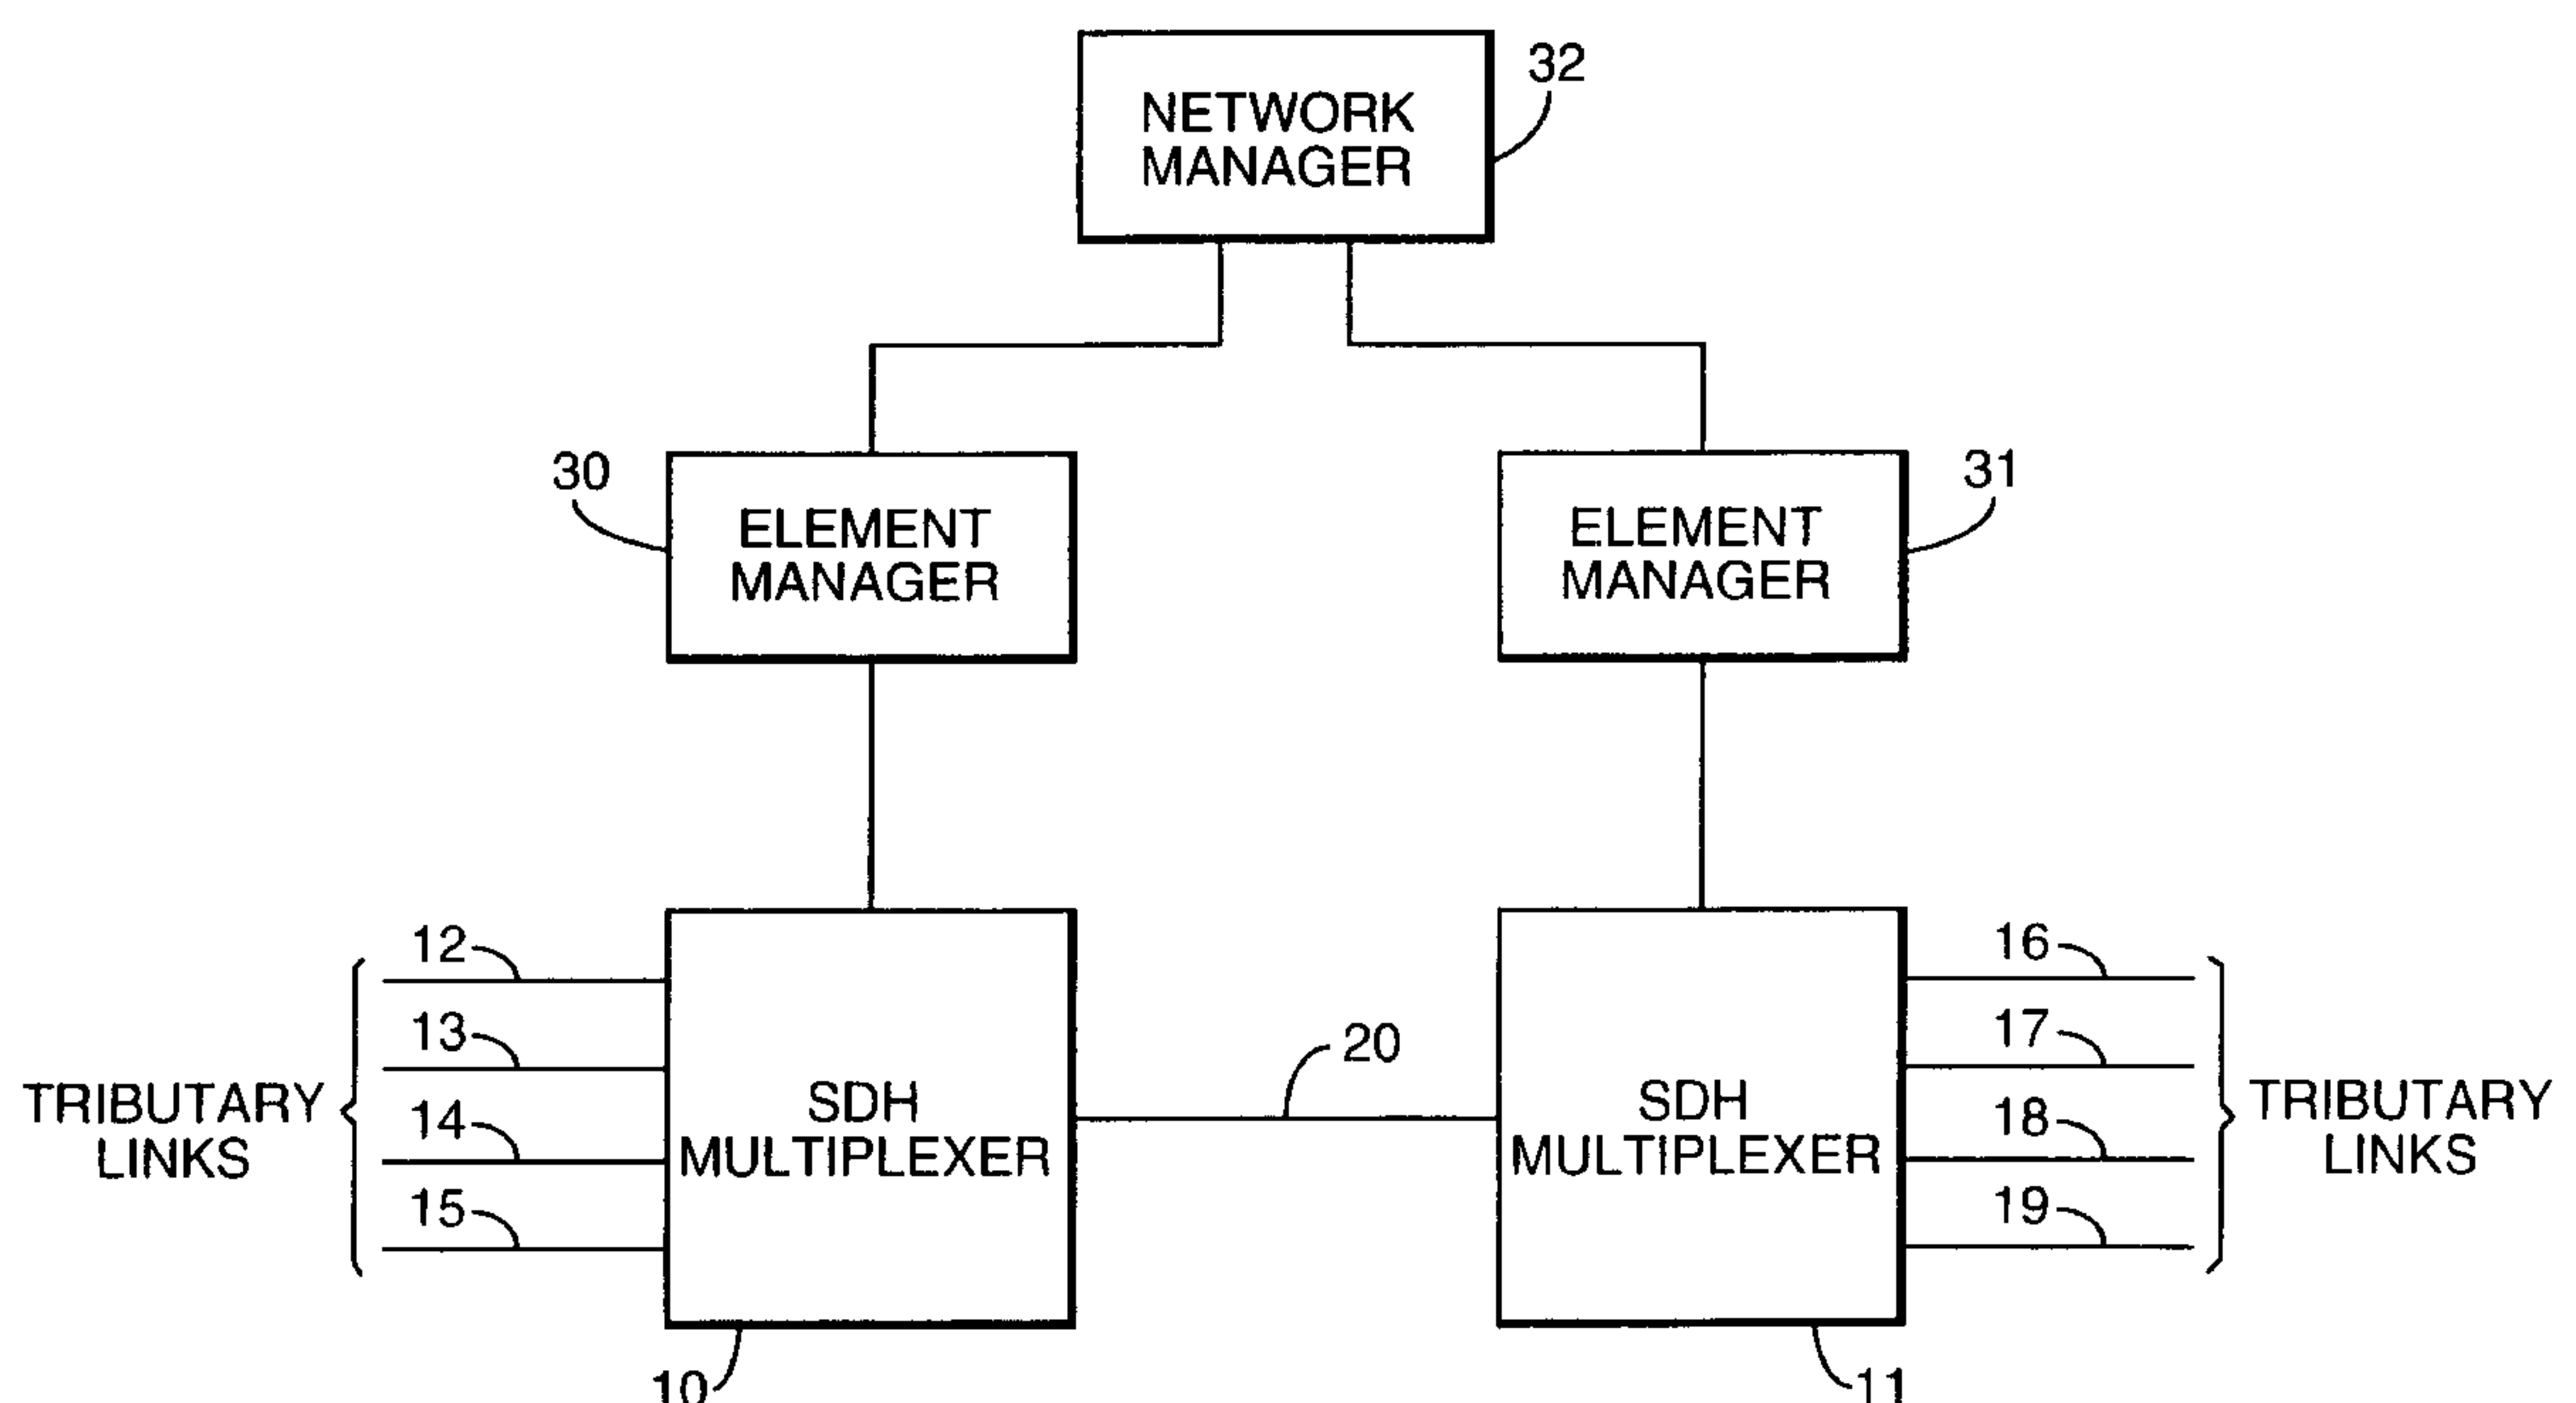 32
NETWORK
MANAGER
30
ELEMENT
MANAGER
31
ELEMENT
MANAGER
12
13
14
15
TRIBUTARY
LINKS
SDH
MULTIPLEXER
20
SDH
MULTIPLEXER
16
17
18
19
TRIBUTARY
LINKS
10
11